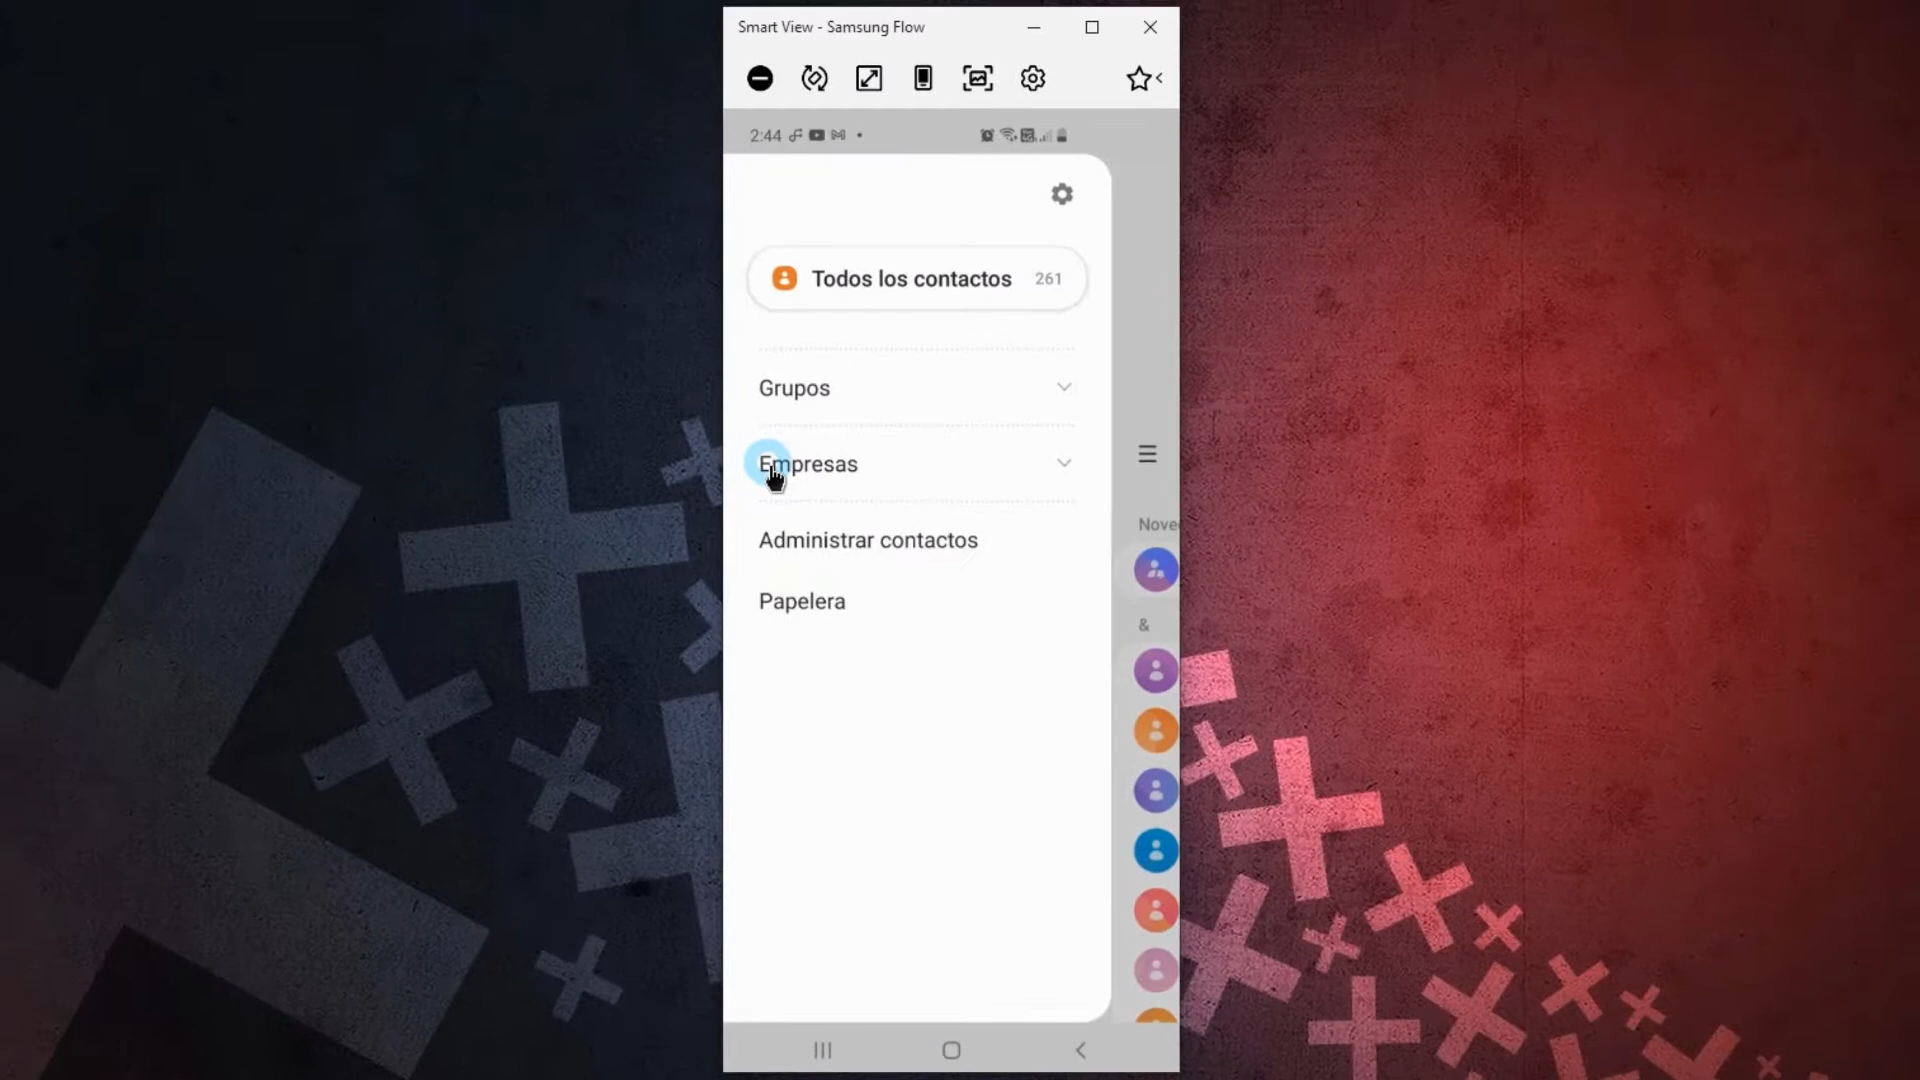 Smart View - Samsung Flow
2:44
Todos los contactos 261
Grupos
Empresas
Administrar contactos
Papelera
Nove
&